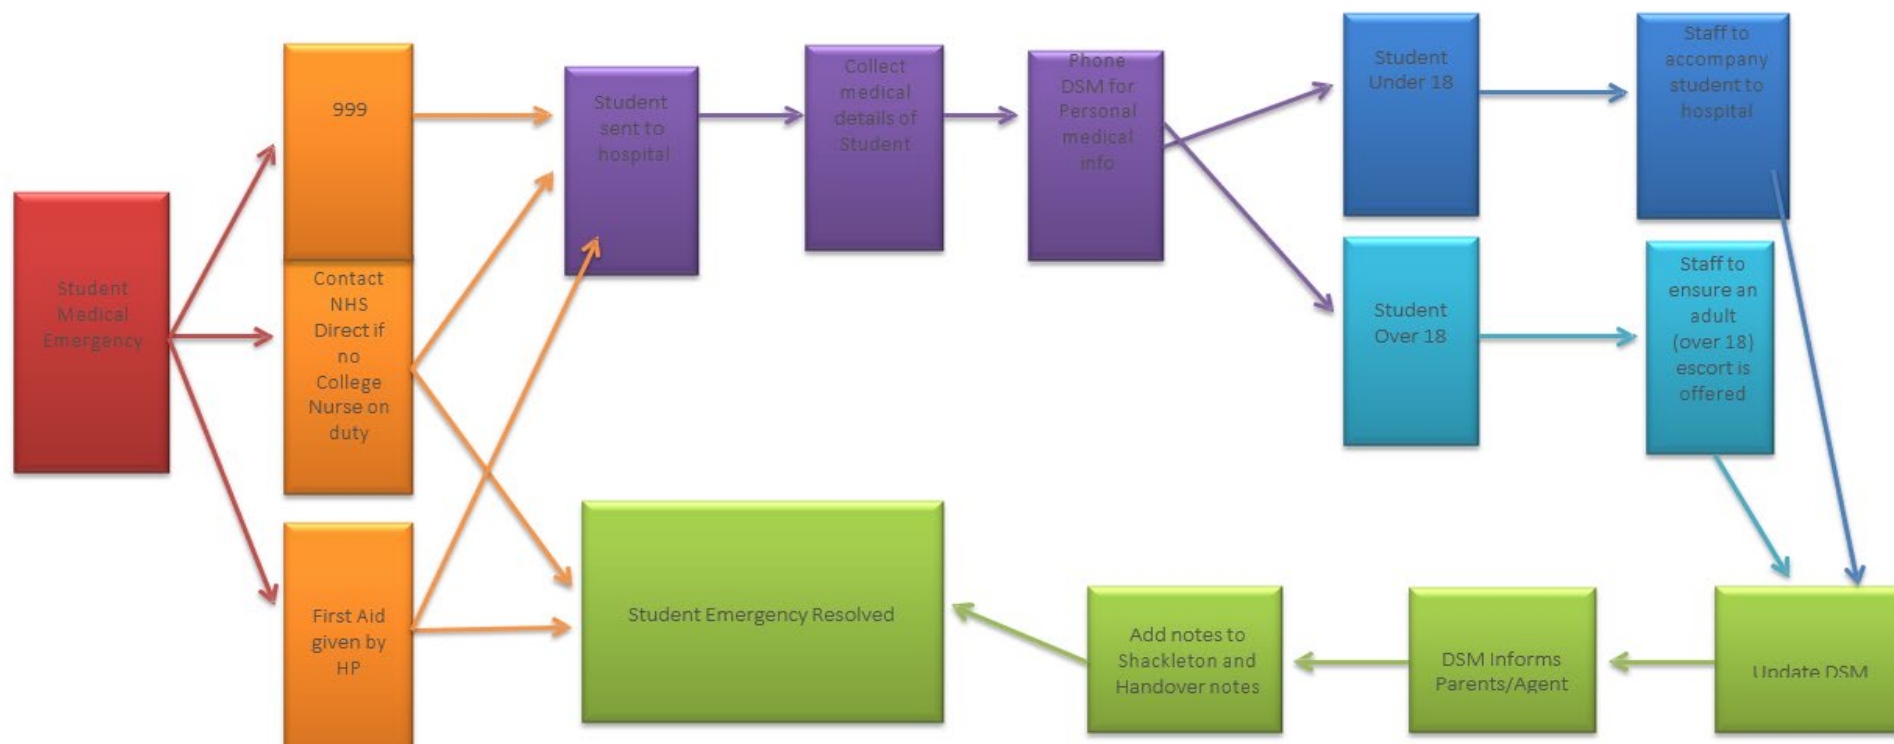 Student
Medical
Emergency
999
Contact
NHS
Direct if
no
College
Nurse on
duty
First Aid
given by
HP
Student
sent to
hospital
Collect
medical
details of
Student
Phone
DSM for
Personal
medical
info
Student
Under 18
Staff to
accompany
student to
hospital
Student
Over 18
Staff to
ensure an
adult
(over 18)
escort is
offered
Update DSM
DSM Informs
Parents/Agent
Add notes to
Shackleton and
Handover notes
Student Emergency Resolved